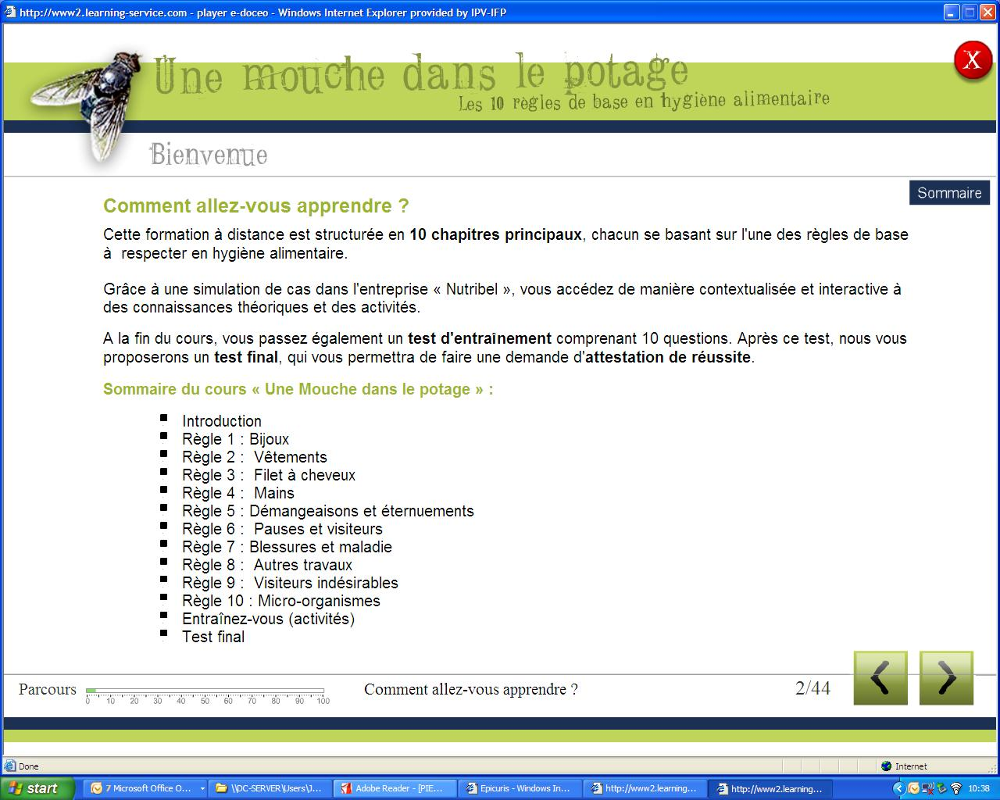 http://www2.learning-service.com - player e-doceo - Windows Internet Explorer provided by IPV-IFP
Une mouche dans le potage
Les 10 règles de base en hygiène alimentaire
X
Bienvenue
Sommaire
Comment allez-vous apprendre ?
Cette formation à distance est structurée en 10 chapitres principaux, chacun se basant sur l'une des règles de base
à  respecter en hygiène alimentaire.
Grâce à une simulation de cas dans l'entreprise « Nutribel », vous accédez de manière contextualisée et interactive à
des connaissances théoriques et des activités.
A la fin du cours, vous passez également un test d'entraînement comprenant 10 questions. Après ce test, nous vous
proposerons un test final, qui vous permettra de faire une demande d'attestation de réussite.
Sommaire du cours « Une Mouche dans le potage » :
Introduction
Règle 1 : Bijoux
Règle 2 :  Vêtements
Règle 3 :  Filet à cheveux
Règle 4 :  Mains
Règle 5 : Démangeaisons et éternuements
Règle 6 :  Pauses et visiteurs
Règle 7 : Blessures et maladie
Règle 8 :  Autres travaux
Règle 9 :  Visiteurs indésirables
Règle 10 : Micro-organismes
Entraînez-vous (activités)
Test final
Parcours
0 10 20 30 40 50 60 70 80 90 100
Comment allez-vous apprendre ?
2/44
Done
Internet
start
7 Microsoft Office O...
\\DC-SERVER\Users\J...
Adobe Reader - [PIE...
Epicuris - Windows In...
http://www2.learning...
http://www2.learning...
10:38